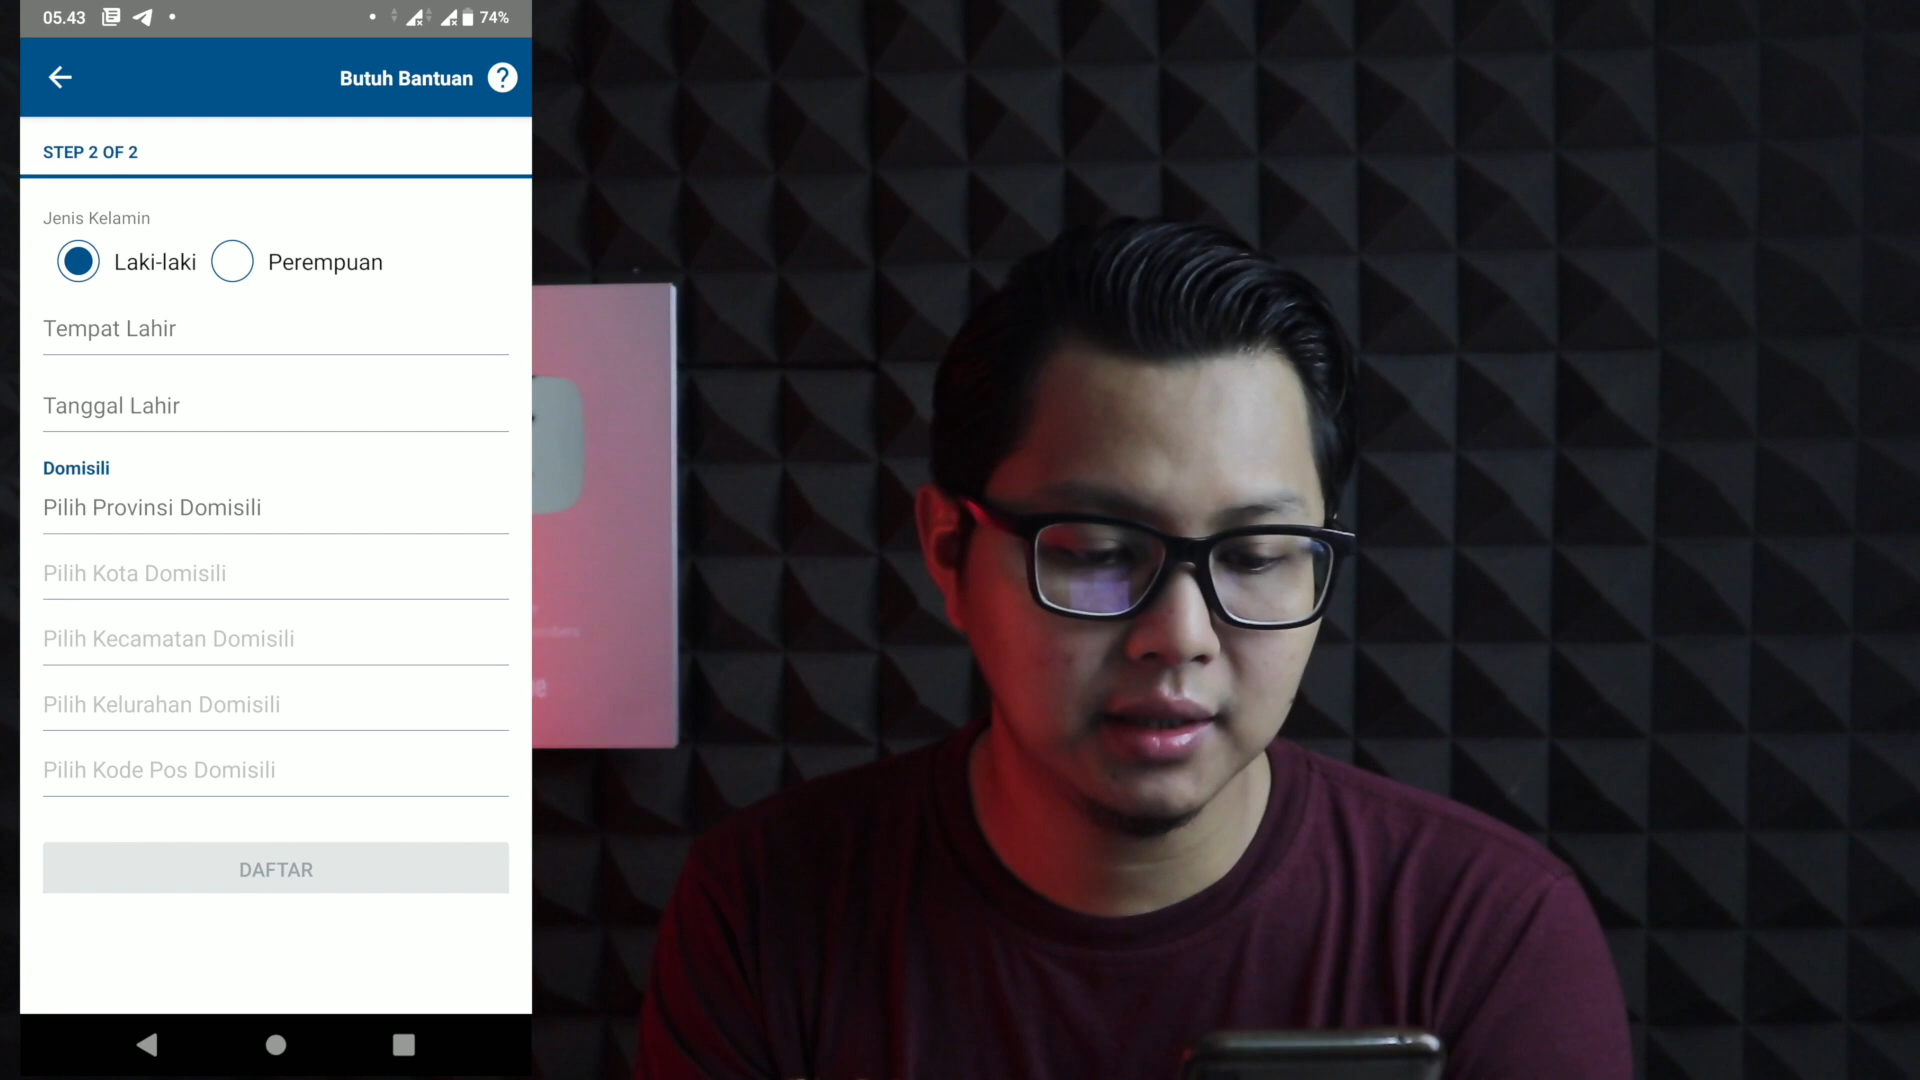 05.43
74%
Butuh Bantuan ?
STEP 2 OF 2
Jenis Kelamin
Laki-laki Perempuan
Tempat Lahir
Tanggal Lahir
Domisili
Pilih Provinsi Domisili
Pilih Kota Domisili
Pilih Kecamatan Domisili
Pilih Kelurahan Domisili
Pilih Kode Pos Domisili
DAFTAR